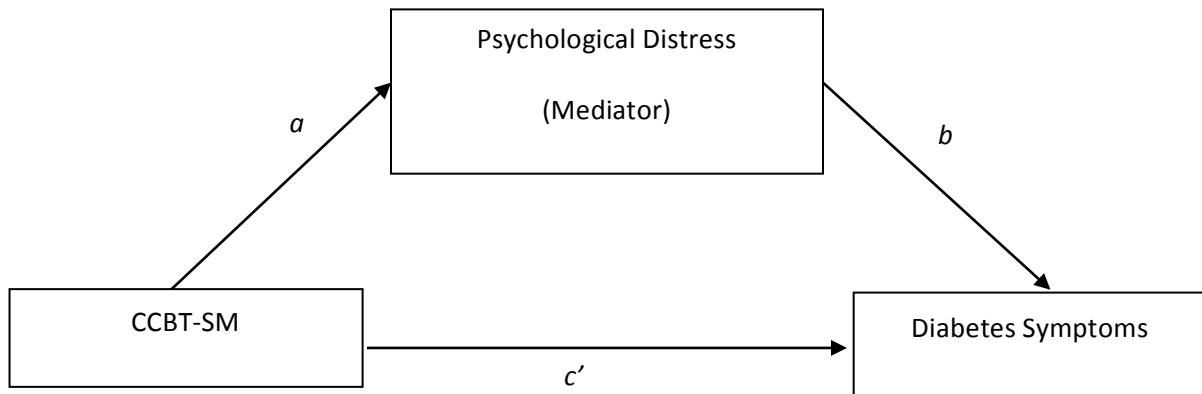 Psychological Distress
(Mediator)
a
b
CCBT-SM
Diabetes Symptoms
c’